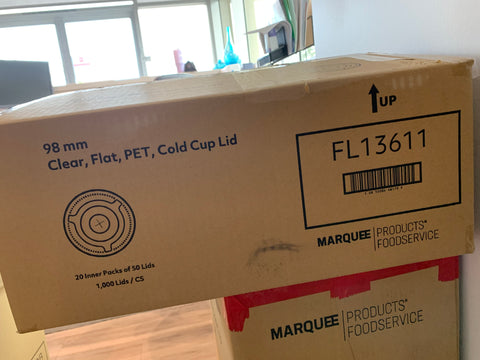 98 mm
Clear, Flat, PET, Cold Cup Lid
20 Inner Packs of 50 Lids
1,000 Lids / CS
UP
FL13611
MARQUEE PRODUCTS®
FOODSERVICE
MARQUEE PRODUCTS®
FOODSERVICE